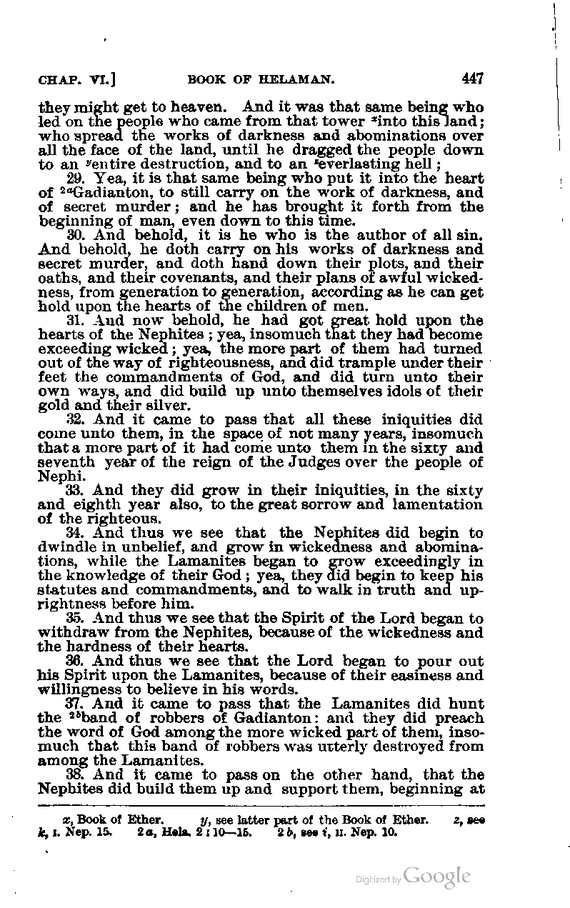 CHAP. VI.] BOOK OF HELAMAN. 447
they might get to heaven. And it was that same being who
led on the people who came from that tower ˣinto this land;
who spread the works of darkness and abominations over
all the face of the land, until he dragged the people down
to an ʸentire destruction, and to an ᶻeverlasting hell;
29. Yea, it is that same being who put it into the heart
of ²ᵃGadianton, to still carry on the work of darkness, and
of secret murder; and he has brought it forth from the
beginning of man, even down to this time.
30. And behold, it is he who is the author of all sin.
And behold, he doth carry on his works of darkness and
secret murder, and doth hand down their plots, and their
oaths, and their covenants, and their plans of awful wicked-
ness, from generation to generation, according as he can get
hold upon the hearts of the children of men.
31. And now behold, he had got great hold upon the
hearts of the Nephites; yea, insomuch that they had become
exceeding wicked; yea, the more part of them had turned
out of the way of righteousness, and did trample under their
feet the commandments of God, and did turn unto their
own ways, and did build up unto themselves idols of their
gold and their silver.
32. And it came to pass that all these iniquities did
come unto them, in the space of not many years, insomuch
that a more part of it had come unto them in the sixty and
seventh year of the reign of the Judges over the people of
Nephi.
33. And they did grow in their iniquities, in the sixty
and eighth year also, to the great sorrow and lamentation
of the righteous.
34. And thus we see that the Nephites did begin to
dwindle in unbelief, and grow in wickedness and abomina-
tions, while the Lamanites began to grow exceedingly in
the knowledge of their God; yea, they did begin to keep his
statutes and commandments, and to walk in truth and up-
rightness before him.
35. And thus we see that the Spirit of the Lord began to
withdraw from the Nephites, because of the wickedness and
the hardness of their hearts.
36. And thus we see that the Lord began to pour out
his Spirit upon the Lamanites, because of their easiness and
willingness to believe in his words.
37. And it came to pass that the Lamanites did hunt
the ²ᵇband of robbers of Gadianton: and they did preach
the word of God among the more wicked part of them, inso-
much that this band of robbers was utterly destroyed from
among the Lamanites.
38. And it came to pass on the other hand, that the
Nephites did build them up and support them, beginning at
x, Book of Ether. y, see latter part of the Book of Ether. z, see
k, I. Nep. 15. 2a, Hela. 2:10—15. 2b, see i, II. Nep. 10.
Digitized by Google